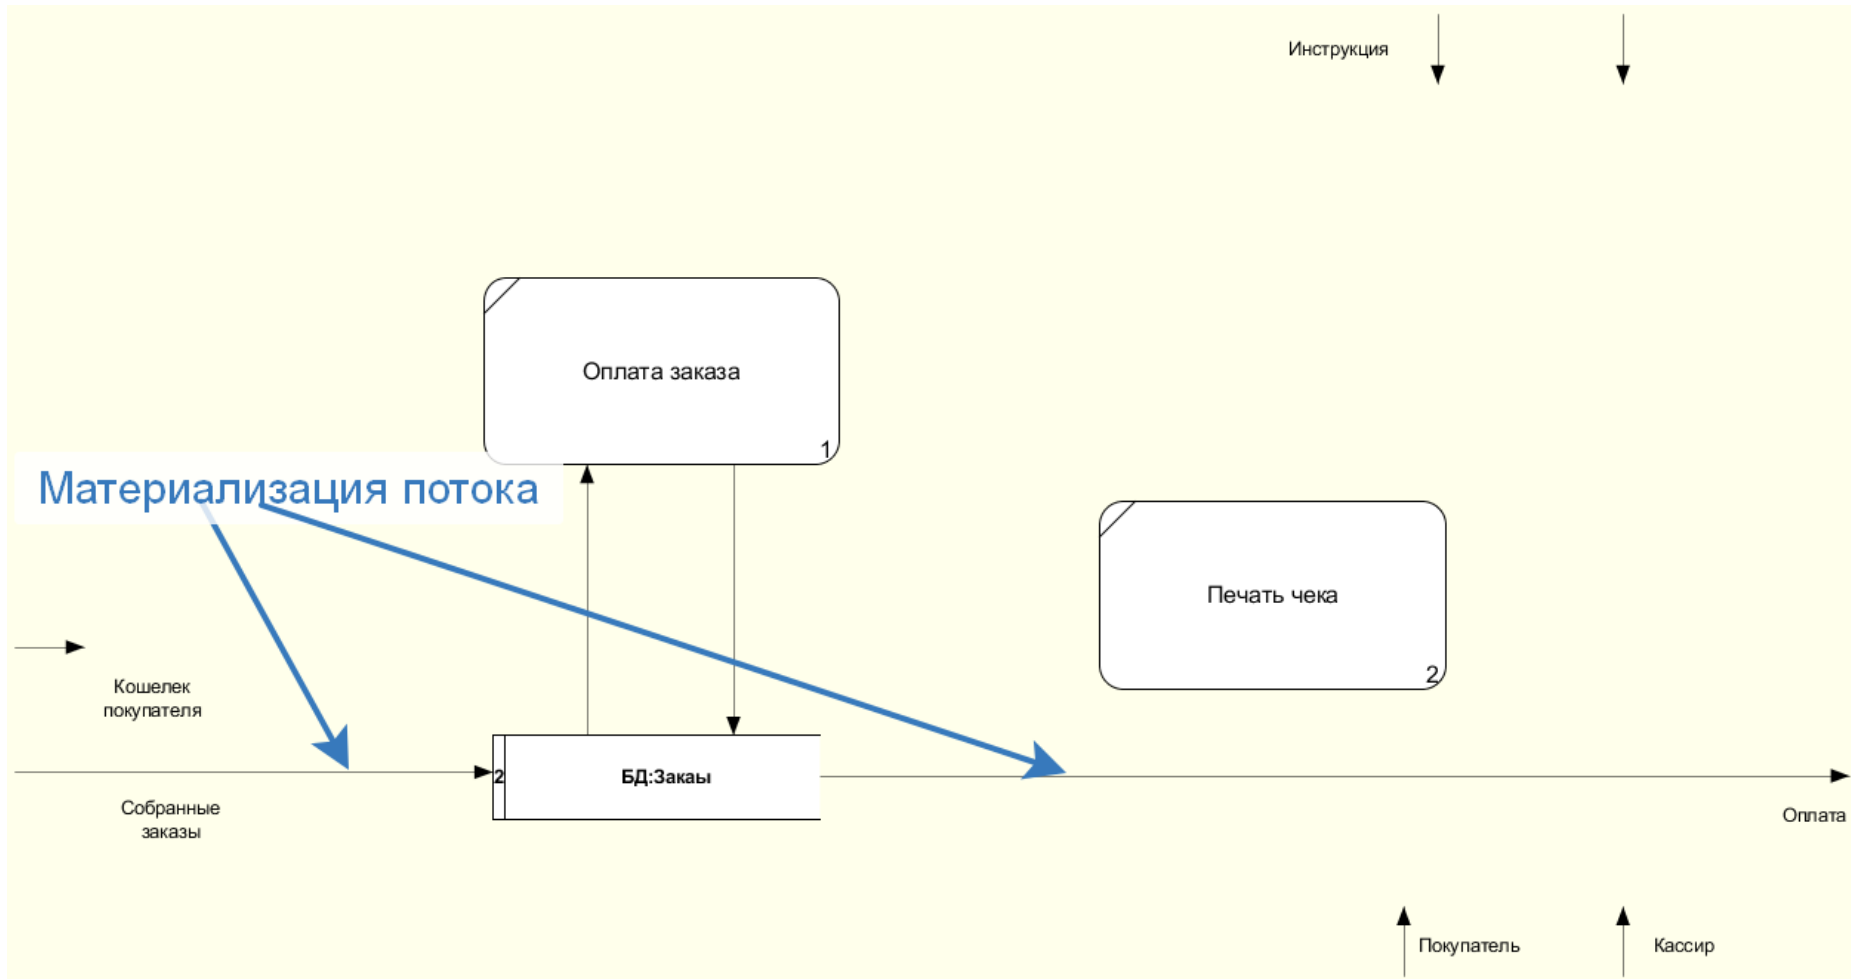 Инструкция
Оплата заказа
1
Материализация потока
Печать чека
2
Кошелек
покупателя
2
БД:Закаы
Собранные
заказы
Оплата
Покупатель
Кассир